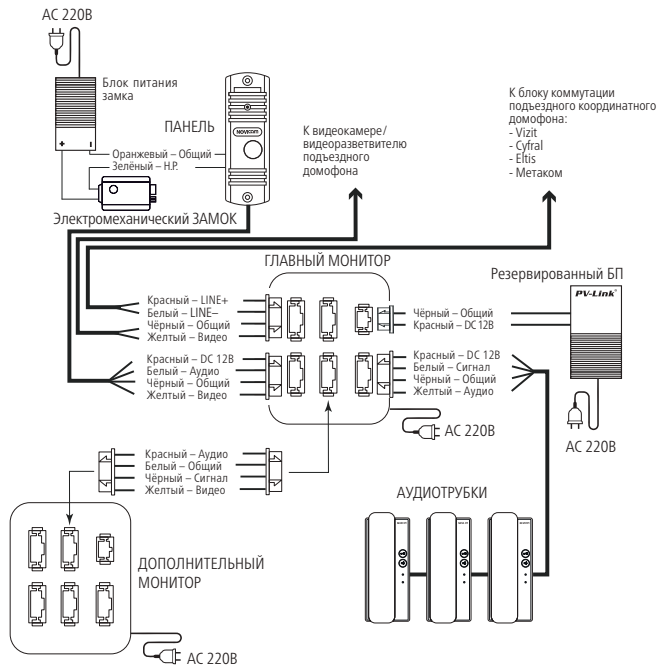 AC 220В
Блок питания
замка
ПАНЕЛЬ
NOVIcom
+ –
Оранжевый – Общий
Зелёный – Н.Р.
Электромеханический ЗАМОК
К видеокамере/
видеоразветвителю
подъездного
домофона
К блоку коммутации
подъездного координатного
домофона:
- Vizit
- Cyfral
- Eltis
- Метаком
ГЛАВНЫЙ МОНИТОР
Резервированный БП
PV-Link
Красный – LINE+
Белый – LINE–
Чёрный – Общий
Желтый – Видео
Чёрный – Общий
Красный – DC 12В
Красный – DC 12В
Белый – Аудио
Чёрный – Общий
Желтый – Видео
Красный – DC 12В
Белый – Сигнал
Чёрный – Общий
Желтый – Аудио
AC 220В
AC 220В
Красный – Аудио
Белый – Общий
Чёрный – Сигнал
Желтый – Видео
АУДИОТРУБКИ
ДОПОЛНИТЕЛЬНЫЙ
МОНИТОР
AC 220В